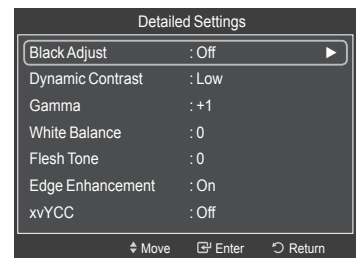 Detailed Settings
Black Adjust : Off ►
Dynamic Contrast : Low
Gamma : +1
White Balance : 0
Flesh Tone : 0
Edge Enhancement : On
xvYCC : Off
Move Enter Return